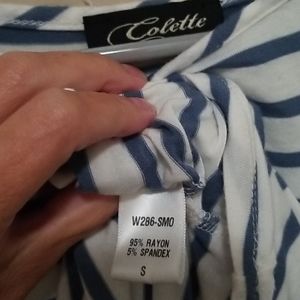 Colette
W286-SMO
95% RAYON
5% SPANDEX
S